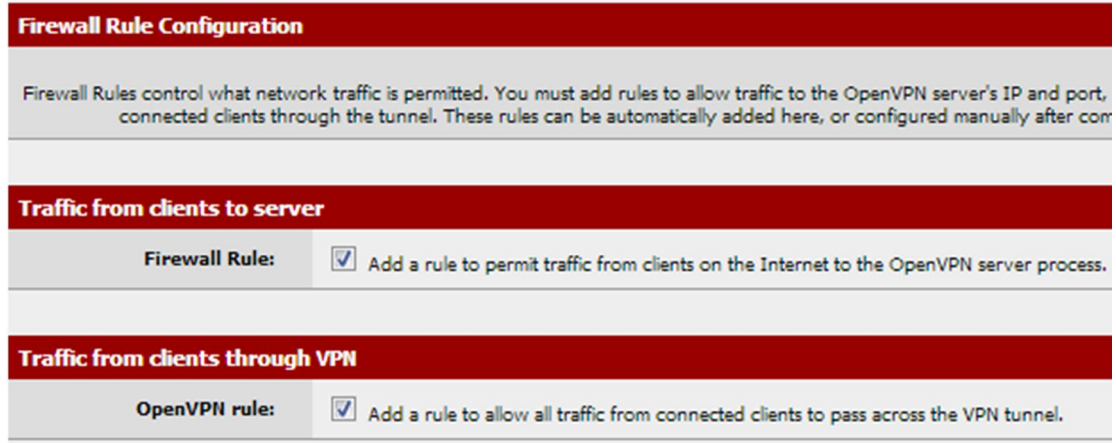 Firewall Rule Configuration
Firewall Rules control what network traffic is permitted. You must add rules to allow traffic to the OpenVPN server's IP and port,
connected clients through the tunnel. These rules can be automatically added here, or configured manually after com
Traffic from clients to server
Firewall Rule: Add a rule to permit traffic from clients on the Internet to the OpenVPN server process.
Traffic from clients through VPN
OpenVPN rule: Add a rule to allow all traffic from connected clients to pass across the VPN tunnel.